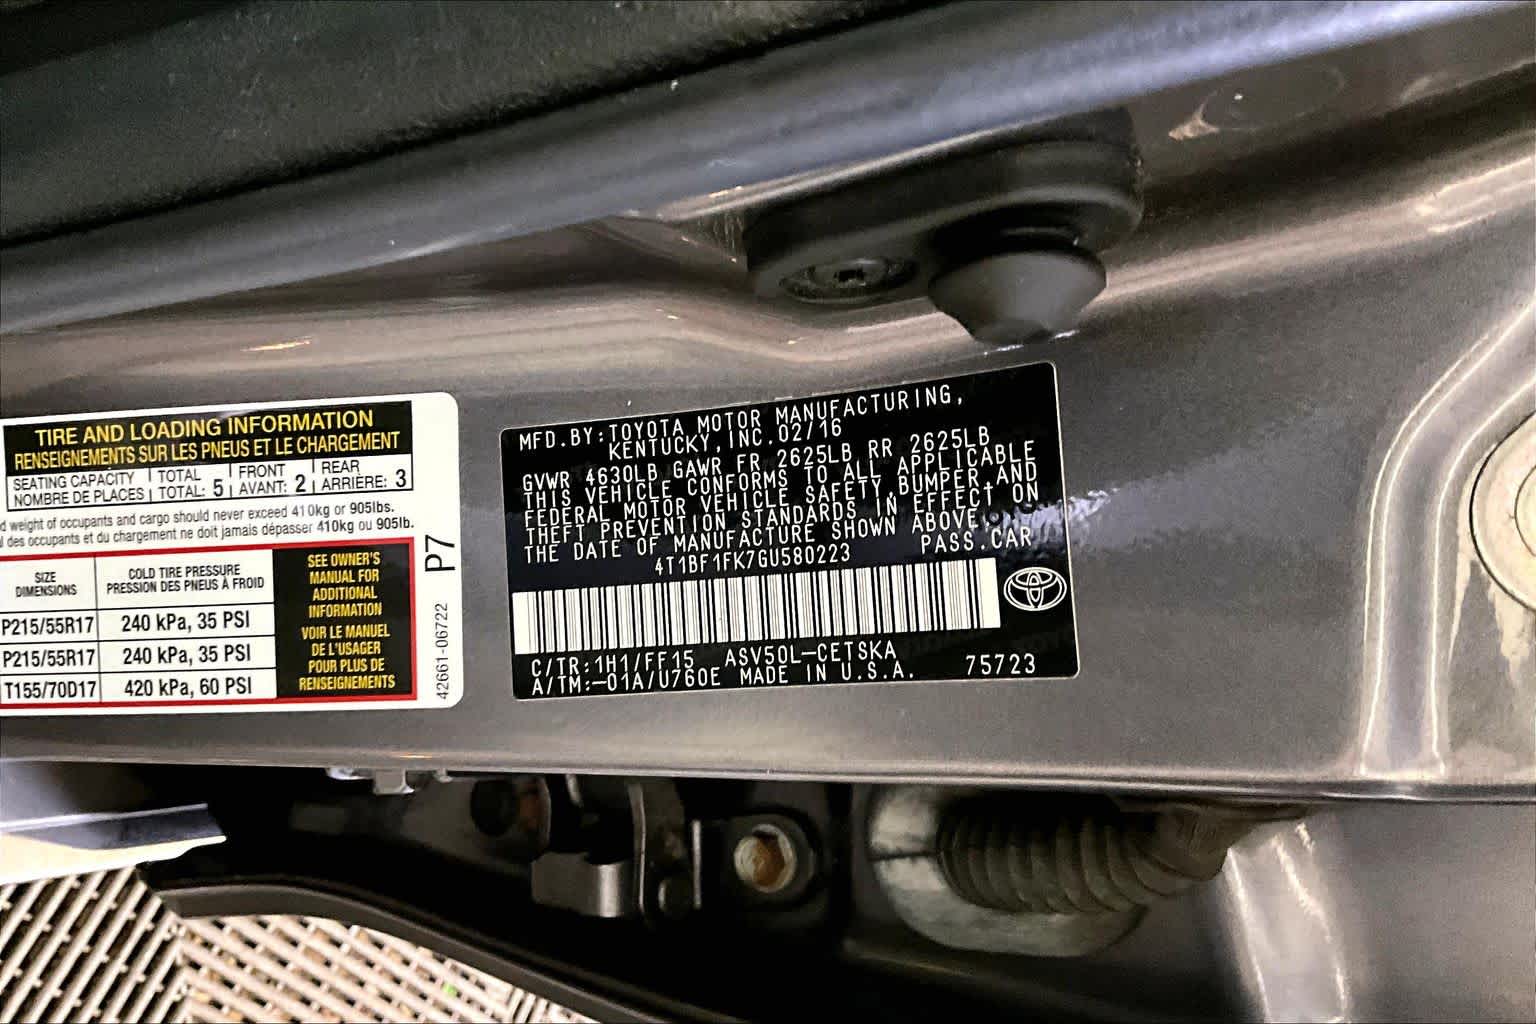 TIRE AND LOADING INFORMATION
RENSEIGNEMENTS SUR LES PNEUS ET LE CHARGEMENT
SEATING CAPACITY TOTAL FRONT REAR
NOMBRE DE PLACES TOTAL: 5 AVANT: 2 ARRIÈRE: 3
weight of occupants and cargo should never exceed 410kg or 905lbs.
des occupants et du chargement ne doit jamais dépasser 410kg ou 905lb.
SIZE
DIMENSIONS
COLD TIRE PRESSURE
PRESSION DES PNEUS À FROID
P215/55R17 240 kPa, 35 PSI
P215/55R17 240 kPa, 35 PSI
T155/70D17 420 kPa, 60 PSI
SEE OWNER'S
MANUAL FOR
ADDITIONAL
INFORMATION
VOIR LE MANUEL
DE L'USAGER
POUR PLUS DE
RENSEIGNEMENTS
P7
42661-06722
MFD.BY:TOYOTA MOTOR MANUFACTURING,
KENTUCKY,INC.02/16
GVWR 4630LB GAWR FR 2625LB RR 2625LB
THIS VEHICLE CONFORMS TO ALL APPLICABLE
FEDERAL MOTOR VEHICLE SAFETY,BUMPER,AND
THEFT PREVENTION STANDARDS IN EFFECT ON
THE DATE OF MANUFACTURE SHOWN ABOVE.
4T1BF1FK7GU580223 PASS.CAR
C/TR:1H1/FF15 ASV50L-CETSKA
A/TM:-01A/U760E MADE IN U.S.A. 75723